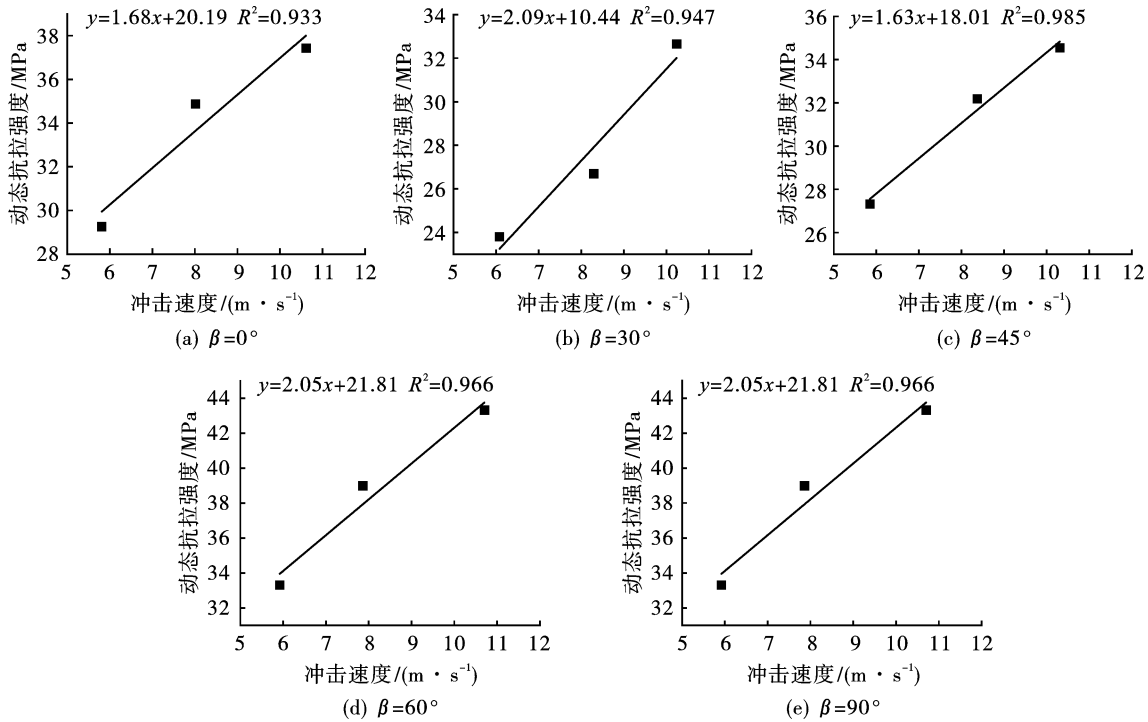 y=1.68x+20.19 R²=0.933
动态抗拉强度/MPa
38
36
34
32
30
28
5 6 7 8 9 10 11 12
冲击速度/(m·s⁻¹)
(a) β=0°
y=2.09x+10.44 R²=0.947
动态抗拉强度/MPa
34
32
30
28
26
24
5 6 7 8 9 10 11 12
冲击速度/(m·s⁻¹)
(b) β=30°
y=1.63x+18.01 R²=0.985
动态抗拉强度/MPa
36
34
32
30
28
26
5 6 7 8 9 10 11 12
冲击速度/(m·s⁻¹)
(c) β=45°
y=2.05x+21.81 R²=0.966
动态抗拉强度/MPa
44
42
40
38
36
34
32
5 6 7 8 9 10 11 12
冲击速度/(m·s⁻¹)
(d) β=60°
y=2.05x+21.81 R²=0.966
动态抗拉强度/MPa
44
42
40
38
36
34
32
5 6 7 8 9 10 11 12
冲击速度/(m·s⁻¹)
(e) β=90°